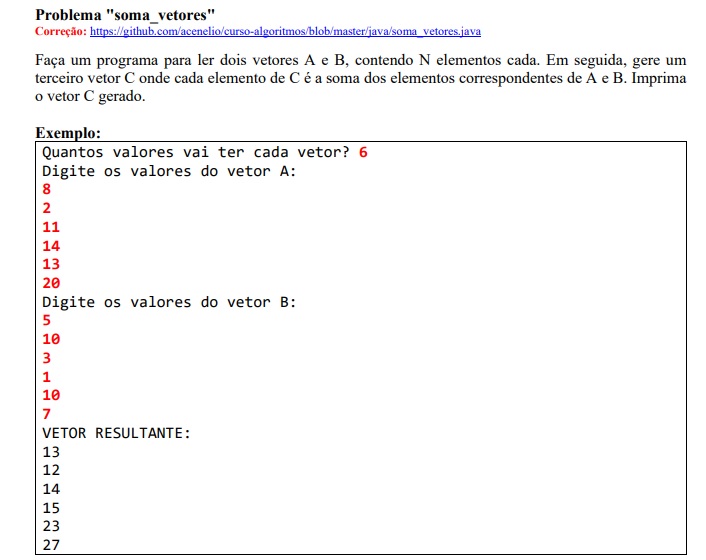 Problema "soma_vetores"
Correção: https://github.com/acenelio/curso-algoritmos/blob/master/java/soma_vetores.java
Faça um programa para ler dois vetores A e B, contendo N elementos cada. Em seguida, gere um
terceiro vetor C onde cada elemento de C é a soma dos elementos correspondentes de A e B. Imprima
o vetor C gerado.
Exemplo:
Quantos valores vai ter cada vetor? 6
Digite os valores do vetor A:
8
2
11
14
13
20
Digite os valores do vetor B:
5
10
3
1
10
7
VETOR RESULTANTE:
13
12
14
15
23
27